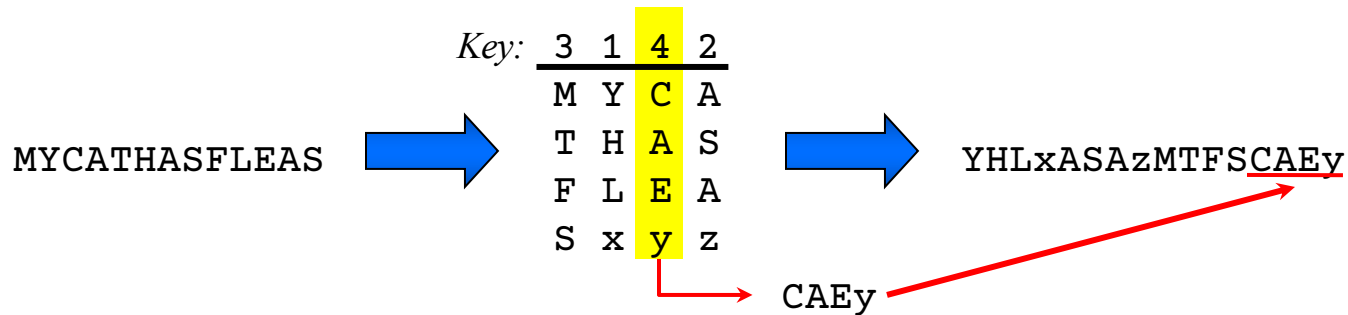 Key: 3 1 4 2
M Y C A
T H A S
F L E A
S x y z
MYCATHASFLEAS
YHLxASAzMTFSCAEy
CAEy